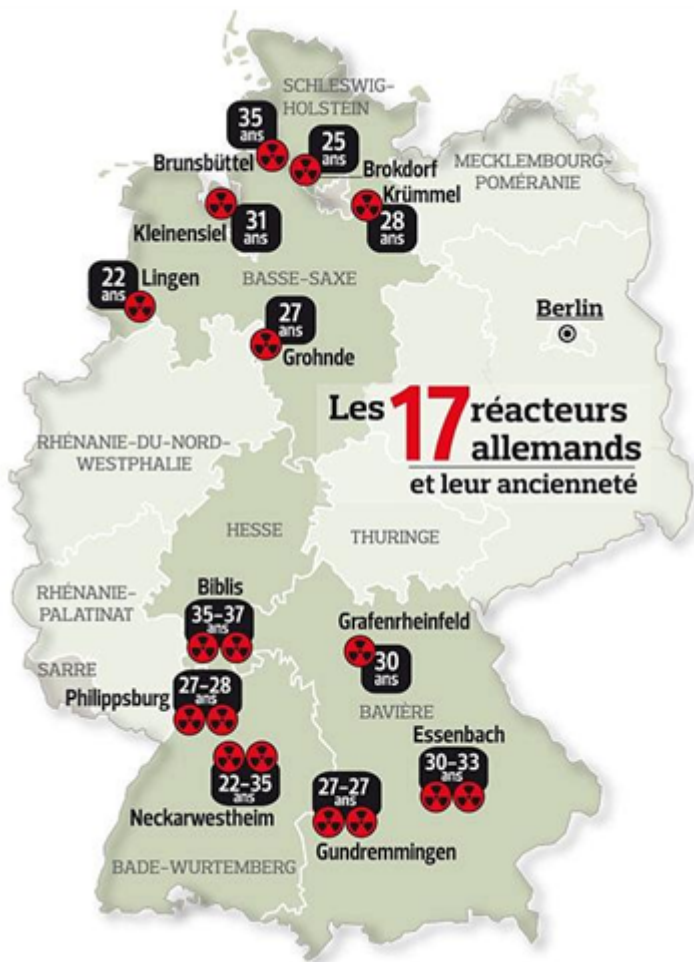 SCHLESWIG-
HOLSTEIN
35
ans
Brunsbüttel
25
ans
Brokdorf
MECKLEMBOURG-
POMÉRANIE
Krümmel
28
ans
Kleinensiel
31
ans
22
ans
Lingen
BASSE-SAXE
27
ans
Grohnde
Berlin
Les 17 réacteurs
allemands
et leur ancienneté
RHÉNANIE-DU-NORD-
WESTPHALIE
HESSE
THURINGE
RHÉNANIE-
PALATINAT
Biblis
35-37
ans
Grafenrheinfeld
30
ans
SARRE
Philippsburg
27-28
ans
BAVIÈRE
Essenbach
30-33
ans
22-35
ans
Neckarwestheim
27-27
ans
Gundremmingen
BADE-WURTEMBERG